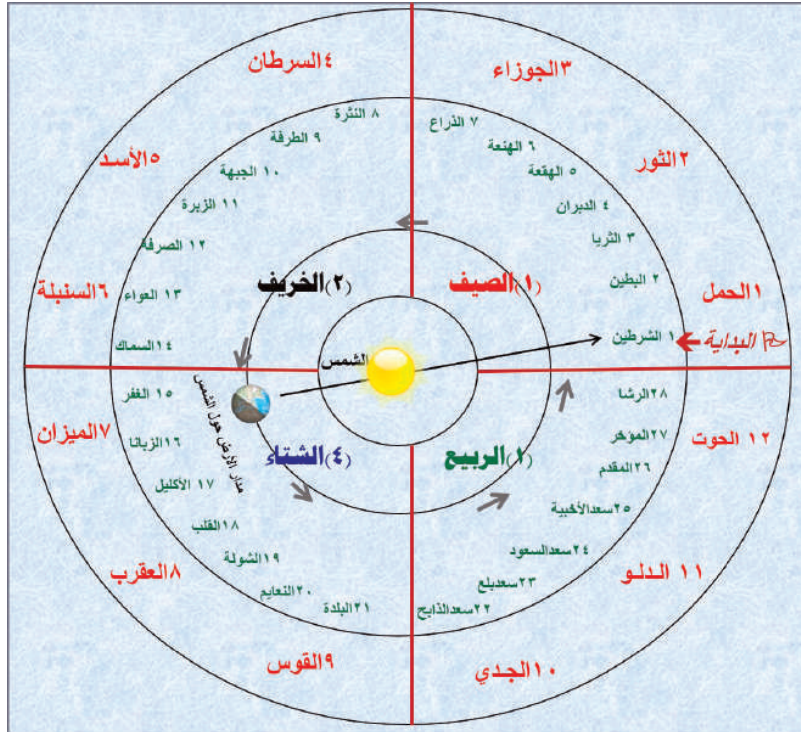 ١الحمل
٢الثور
٣الجوزاء
٤السرطان
٥الأسد
٦السنبلة
٧الميزان
٨العقرب
٩القوس
١٠الجدي
١١ الدلو
١٢ الحوت
البداية
١ الشرطين
٢ البطين
٣ الثريا
٤ الدبران
٥ الهقعة
٦ الهنعة
٧ الذراع
٨ النثرة
٩ الطرفة
١٠ الجبهة
١١ الزبرة
١٢ الصرفة
١٣ العواء
١٤السماك
١٥ الغفر
١٦الزبانا
١٧ الأكليل
١٨القلب
١٩الشولة
٢٠النعايم
٢١البلدة
٢٢سعدالذابح
٢٣سعدبلع
٢٤سعدالسعود
٢٥سعدالأخبية
٢٦المقدم
٢٧المؤخر
٢٨الرشا
(١)الصيف
(٢)الخريف
(٤)الشتاء
(١)الربيع
الشمس
مدار الأرض حول الشمس